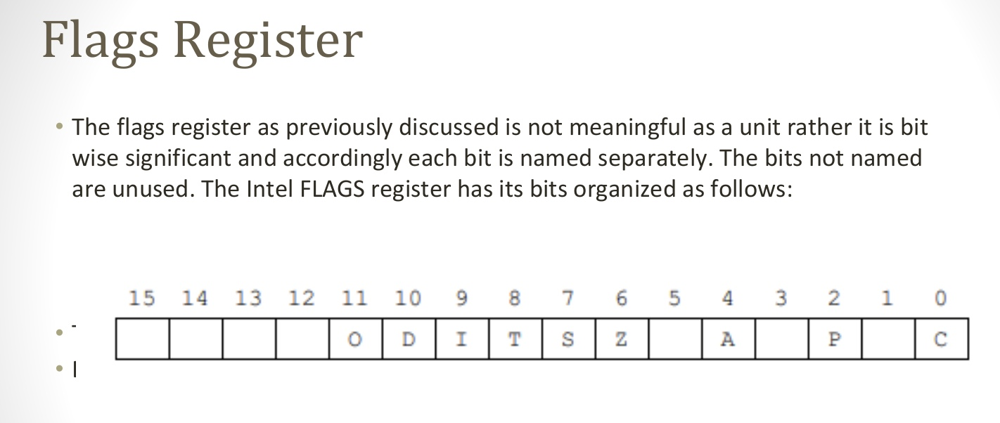 Flags Register
• The flags register as previously discussed is not meaningful as a unit rather it is bit
wise significant and accordingly each bit is named separately. The bits not named
are unused. The Intel FLAGS register has its bits organized as follows:
15 14 13 12 11 10 9 8 7 6 5 4 3 2 1 0
O D I T S Z A P C